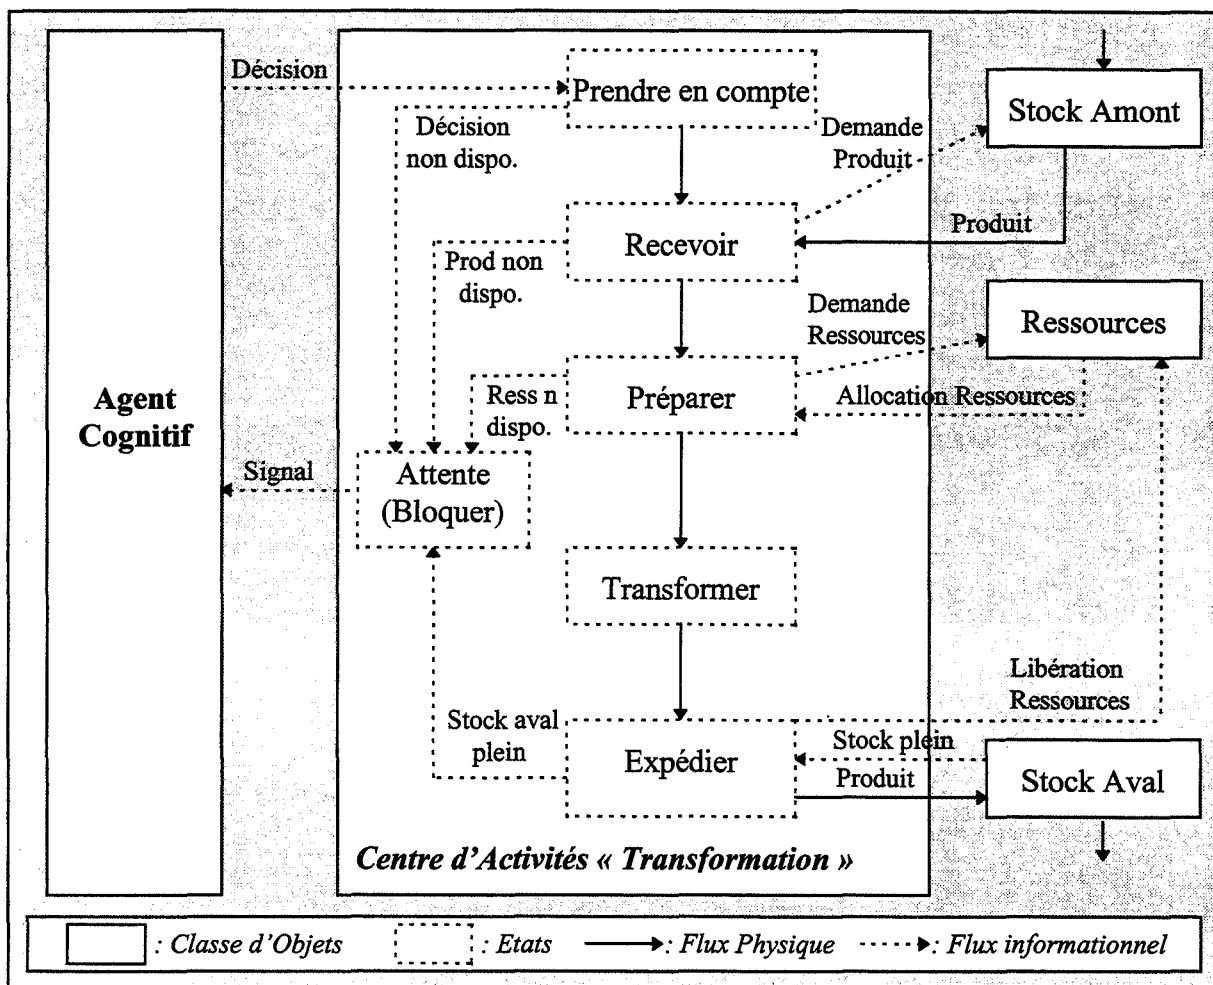 Décision
Prendre en compte
Stock Amont
Décision
non dispo.
Demande
Produit
Produit
Recevoir
Prod non
dispo.
Demande
Ressources
Ressources
Agent
Cognitif
Ress n
dispo.
Préparer
Allocation Ressources
Signal
Attente
(Bloquer)
Transformer
Libération
Ressources
Stock aval
plein
Expédier
Stock plein
Produit
Stock Aval
Centre d'Activités « Transformation »
: Classe d'Objets
: Etats
: Flux Physique
: Flux informationnel